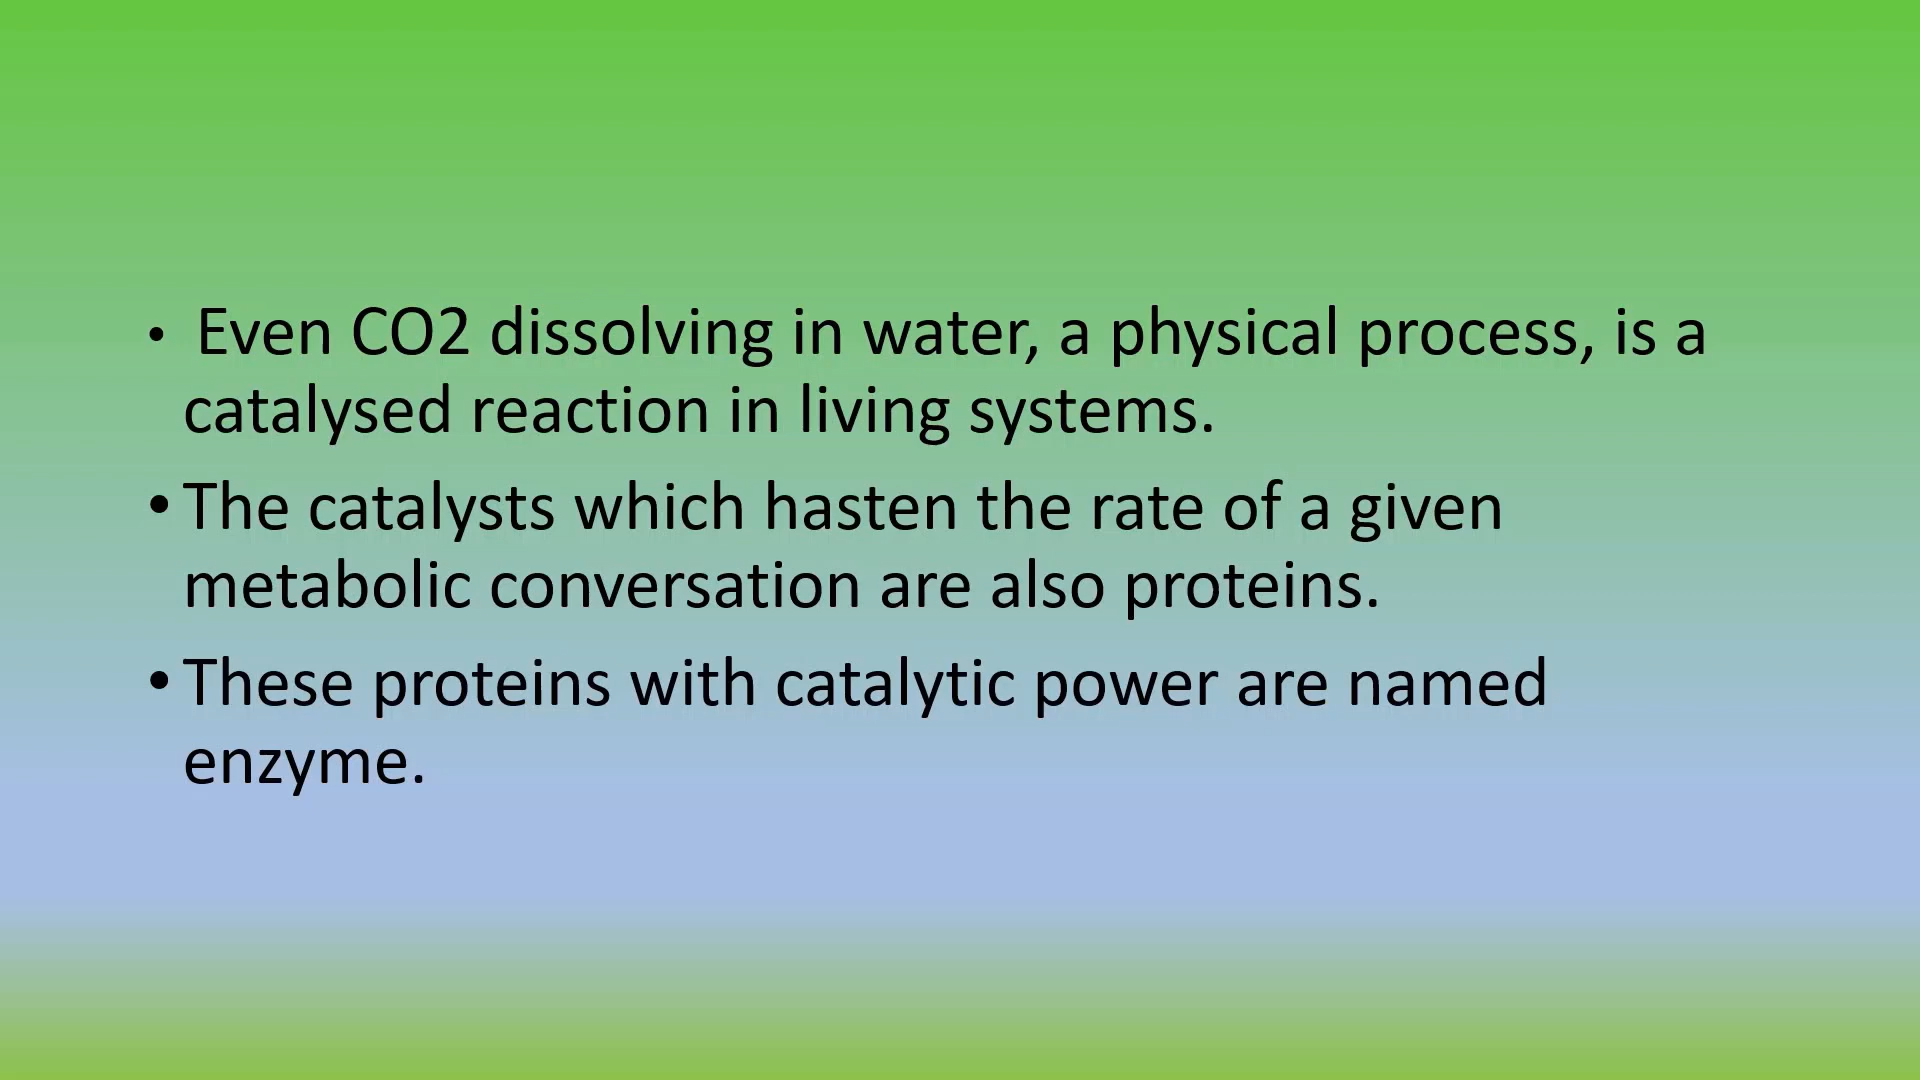 • Even CO2 dissolving in water, a physical process, is a
catalysed reaction in living systems.
• The catalysts which hasten the rate of a given
metabolic conversation are also proteins.
• These proteins with catalytic power are named
enzyme.